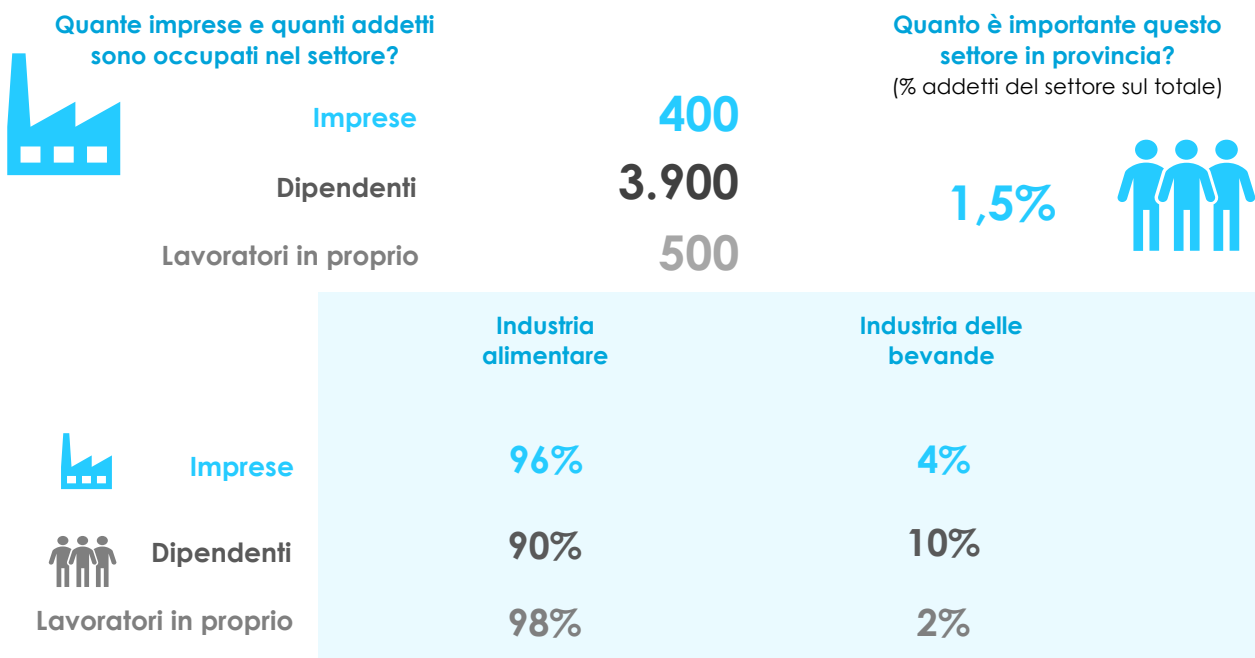 Quante imprese e quanti addetti
sono occupati nel settore?
Quanto è importante questo
settore in provincia?
(% addetti del settore sul totale)
Imprese 400
Dipendenti 3.900
Lavoratori in proprio 500
1,5%
Industria
alimentare
Industria delle
bevande
Imprese 96% 4%
Dipendenti 90% 10%
Lavoratori in proprio 98% 2%